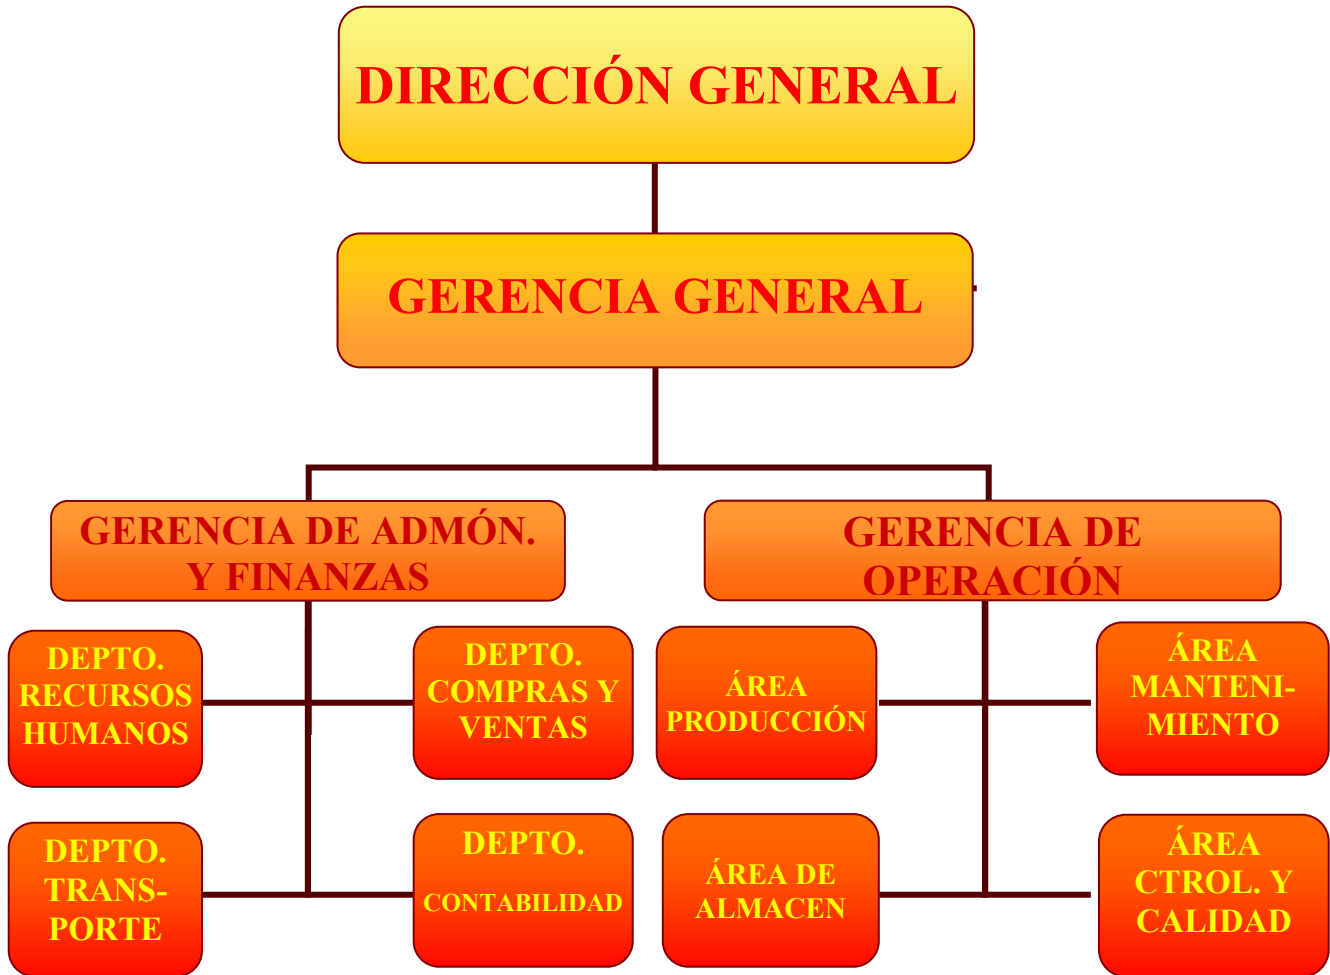 DIRECCIÓN GENERAL
GERENCIA GENERAL
GERENCIA DE ADMÓN.
Y FINANZAS
GERENCIA DE
OPERACIÓN
DEPTO.
RECURSOS
HUMANOS
DEPTO.
COMPRAS Y
VENTAS
ÁREA
PRODUCCIÓN
ÁREA
MANTENI-
MIENTO
DEPTO.
TRANS-
PORTE
DEPTO.
CONTABILIDAD
ÁREA DE
ALMACEN
ÁREA
CTROL. Y
CALIDAD